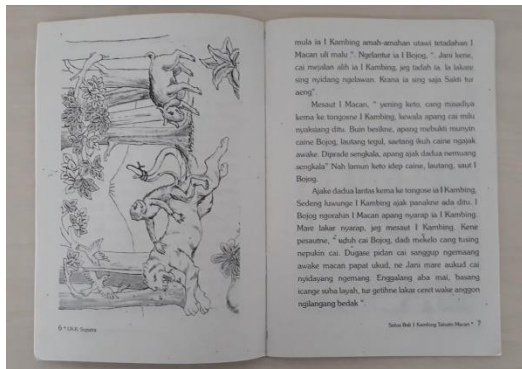 6 * IN.K. Supatra
mula ia I Kambing amah-amahan utawi tetadahan I
Macan uli malu ". Ngelantur ia I Bojog, ". Jani kene,
cai mejalan alih ia I Kambing, jeg tadah ia. Ia lakune
sing nyidang ngelawan. Krana ia sing saja Sakti tur
aeng".
Mesaut I Macan, " yening keto, cang misadiya
kema ke tongosne I Kambing, kewala apang cai milu
nyaksiang ditu. Buin besikne, apang mebukti munyin
caine Bojog, lautang tegul, saetang ikuh caine ngajak
awake. Diprade sengkala, apang ajak dadua nemuang
sengkala" Nah lamun keto idep caine, lautang, saut I
Bojog.
Ajake dadua lantas kema ke tongose ia I Kambing,
Sedeng luwunge I Kambing ajak panakne ada ditu. I
Bojog ngorahin I Macan apang nyarap ia I Kambing.
Mare lakar nyarap, jeg mesaut I Kambing. Kene
pesautne, " uduh cai Bojog, dadi mekelo cang tusing
nepukin cai. Dugase pidan cai sanggup ngemaang
awake macan papat ukud, ne Jani mare aukud cai
nyidayang ngemang. Enggalang aba mai, basang
icange suba layah, tur getihne lakar ceret wake anggon
ngilangang bedak ".
Satua Bali I Kambing Takutin Macan * 7